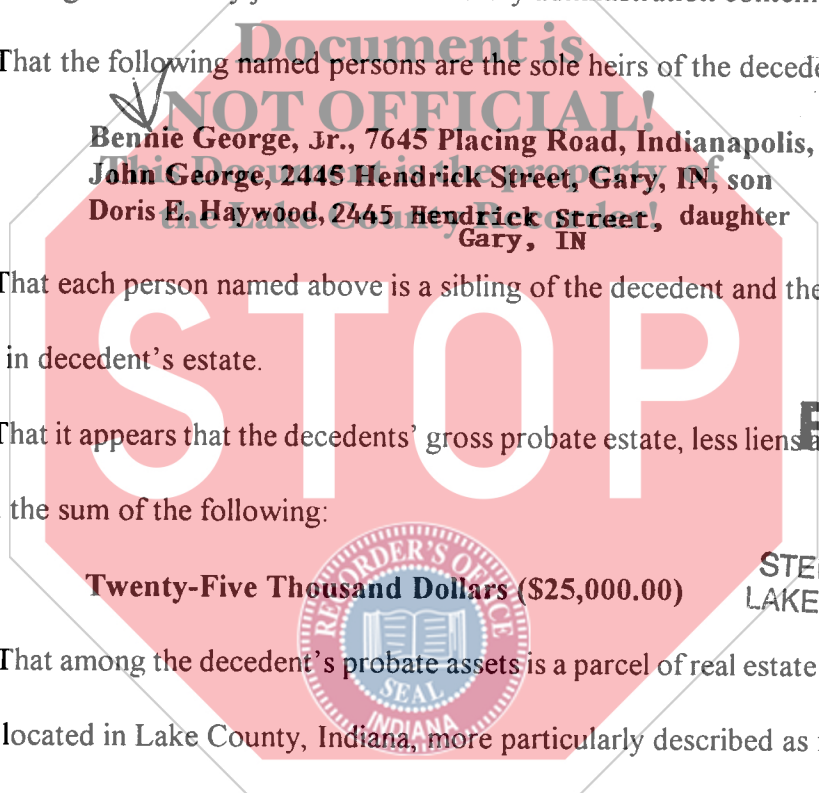 Document is
That the following named persons are the sole heirs of the
NOT OFFICIAL!
Bennie George, Jr., 7645 Placing Road, Indianapolis,
This Document is the property of
John George, 2445 Hendrick Street, Gary, IN, son
the Lake County Recorder!
Doris E. Haywood, 2445 Hendrick Street, daughter
Gary, IN
That each person named above is a sibling of the decedent and the
STOP
in decedent's estate.
That it appears that the decedents' gross probate estate, less liens
the sum of the following:
Twenty-Five Thousand Dollars ($25,000.00)
LAKE
RECORDER'S OFFICE
SEAL
INDIANA
That among the decedent's probate assets is a parcel of real estate
located in Lake County, Indiana, more particularly described as